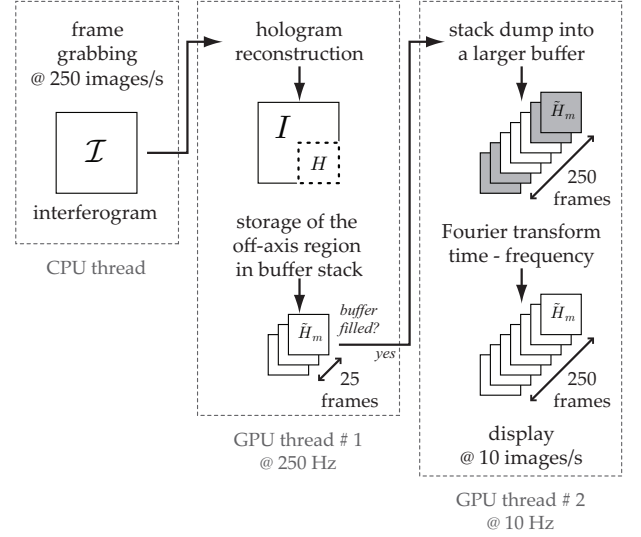 frame
grabbing
@ 250 images/s
ℐ
interferogram
CPU thread
hologram
reconstruction
I
H
storage of the
off-axis region
in buffer stack
buffer
filled?
yes
H̃ₘ
25
frames
GPU thread # 1
@ 250 Hz
stack dump into
a larger buffer
H̃ₘ
250
frames
Fourier transform
time - frequency
H̃ₘ
250
frames
display
@ 10 images/s
GPU thread # 2
@ 10 Hz